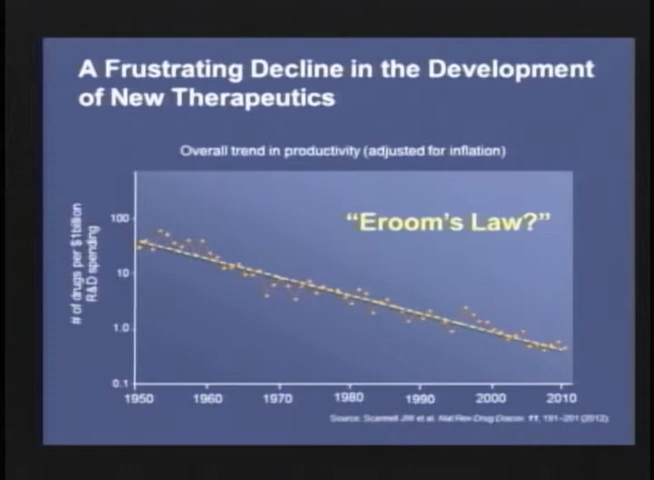 A Frustrating Decline in the Development
of New Therapeutics
Overall trend in productivity (adjusted for inflation)
# of drugs per $1billion
R&D spending
"Eroom's Law?"
100
10
1.0
0.1
1950 1960 1970 1980 1990 2000 2010
Source: Scannell JW et al. Nat Rev Drug Discov. 11, 191–201 (2012).